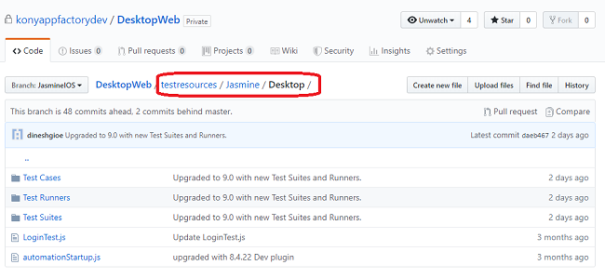 konyappfactorydev / DesktopWeb Private
Unwatch 4 Star 0 Fork 0
Code Issues 0 Pull requests 0 Projects 0 Wiki Security Insights Settings
Branch: JasmineIOS DesktopWeb / testresources / Jasmine / Desktop / Create new file Upload files Find file History
This branch is 48 commits ahead, 2 commits behind master. Pull request Compare
dineshgioe Upgraded to 9.0 with new Test Suites and Runners. Latest commit daeb467 2 days ago
..
Test Cases Upgraded to 9.0 with new Test Suites and Runners. 2 days ago
Test Runners Upgraded to 9.0 with new Test Suites and Runners. 2 days ago
Test Suites Upgraded to 9.0 with new Test Suites and Runners. 2 days ago
LoginTest.js Update LoginTest.js 3 months ago
automationStartup.js upgraded with 8.4.22 Dev plugin 3 months ago